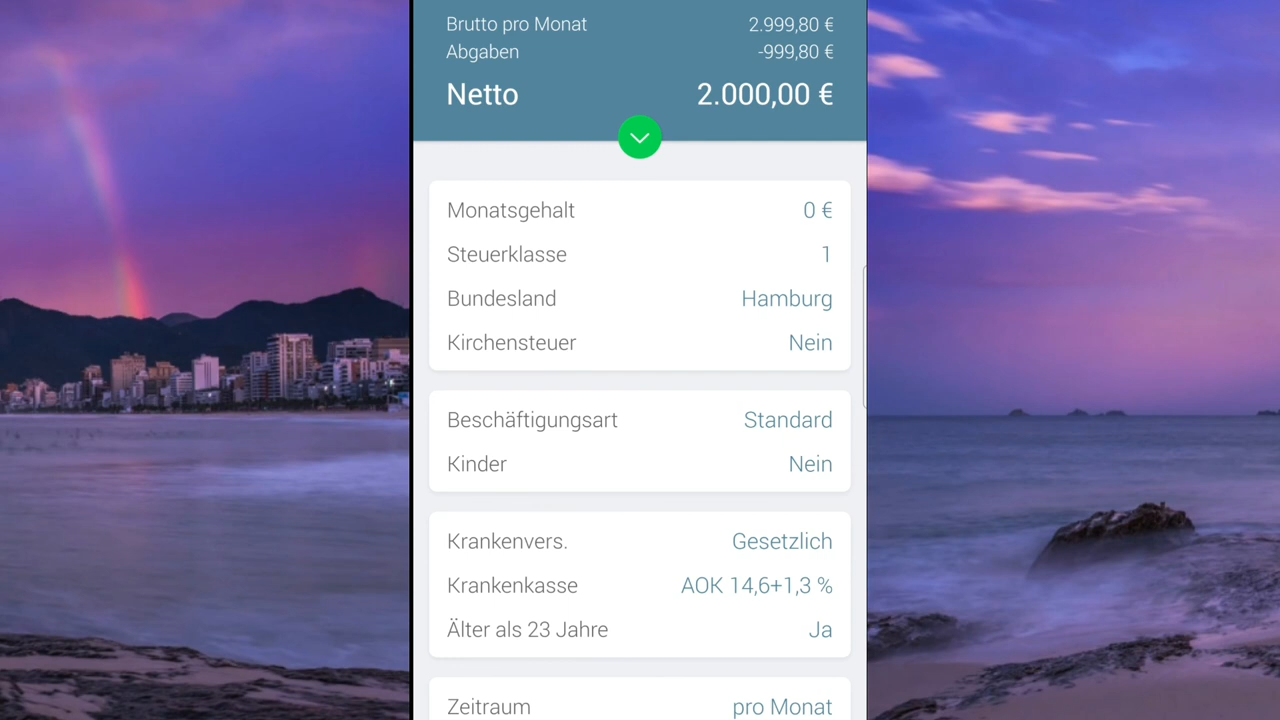 Brutto pro Monat 2.999,80 €
Abgaben -999,80 €
Netto 2.000,00 €
Monatsgehalt 0 €
Steuerklasse 1
Bundesland Hamburg
Kirchensteuer Nein
Beschäftigungsart Standard
Kinder Nein
Krankenvers. Gesetzlich
Krankenkasse AOK 14,6+1,3 %
Älter als 23 Jahre Ja
Zeitraum pro Monat